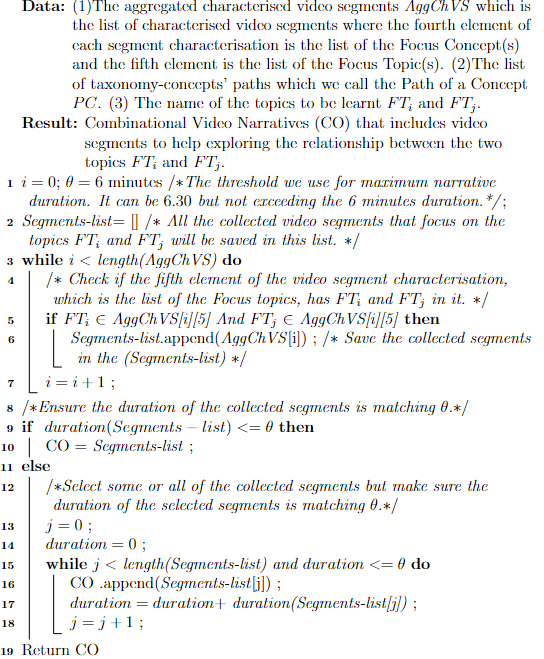 Data: (1)The aggregated characterised video segments AggChVS which is
the list of characterised video segments where the fourth element of
each segment characterisation is the list of the Focus Concept(s)
and the fifth element is the list of the Focus Topic(s). (2)The list
of taxonomy-concepts' paths which we call the Path of a Concept
PC. (3) The name of the topics to be learnt FT_i and FT_j.
Result: Combinational Video Narratives (CO) that includes video
segments to help exploring the relationship between the two
topics FT_i and FT_j.
1 i = 0; θ = 6 minutes /*The threshold we use for maximum narrative
duration. It can be 6.30 but not exceeding the 6 minutes duration.*/;
2 Segments-list= [] /* All the collected video segments that focus on the
topics FT_i and FT_j will be saved in this list. */
3 while i < length(AggChVS) do
4 /* Check if the fifth element of the video segment characterisation,
which is the list of the Focus topics, has FT_i and FT_j in it. */
5 if FT_i ∈ AggChVS[i][5] And FT_j ∈ AggChVS[i][5] then
6 Segments-list.append(AggChVS[i]) ; /* Save the collected segments
in the (Segments-list) */
7 i = i + 1 ;
8 /*Ensure the duration of the collected segments is matching θ.*/
9 if duration(Segments − list) <= θ then
10 CO = Segments-list ;
11 else
12 /*Select some or all of the collected segments but make sure the
duration of the selected segments is matching θ.*/
13 j = 0 ;
14 duration = 0 ;
15 while j < length(Segments-list) and duration <= θ do
16 CO .append(Segments-list[j]) ;
17 duration = duration+ duration(Segments-list[j]) ;
18 j = j + 1 ;
19 Return CO